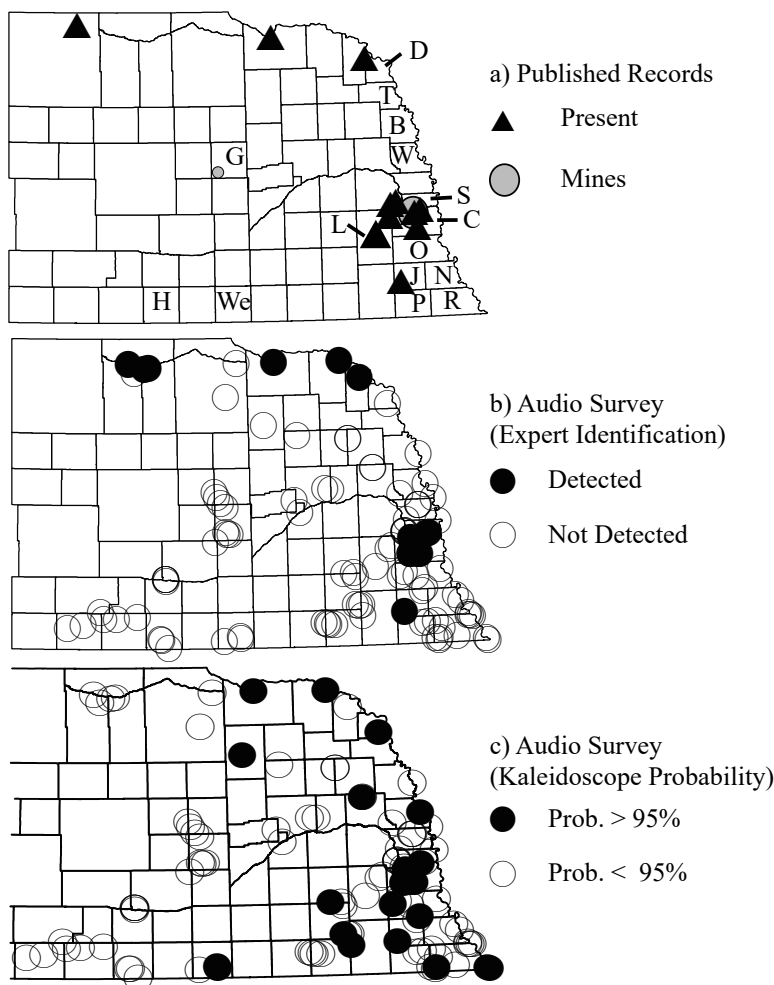 D
a) Published Records
T
Present
B
G
W
Mines
S
L
C
O
J N
H
We
P R
b) Audio Survey
(Expert Identification)
Detected
Not Detected
c) Audio Survey
(Kaleidoscope Probability)
Prob. > 95%
Prob. < 95%